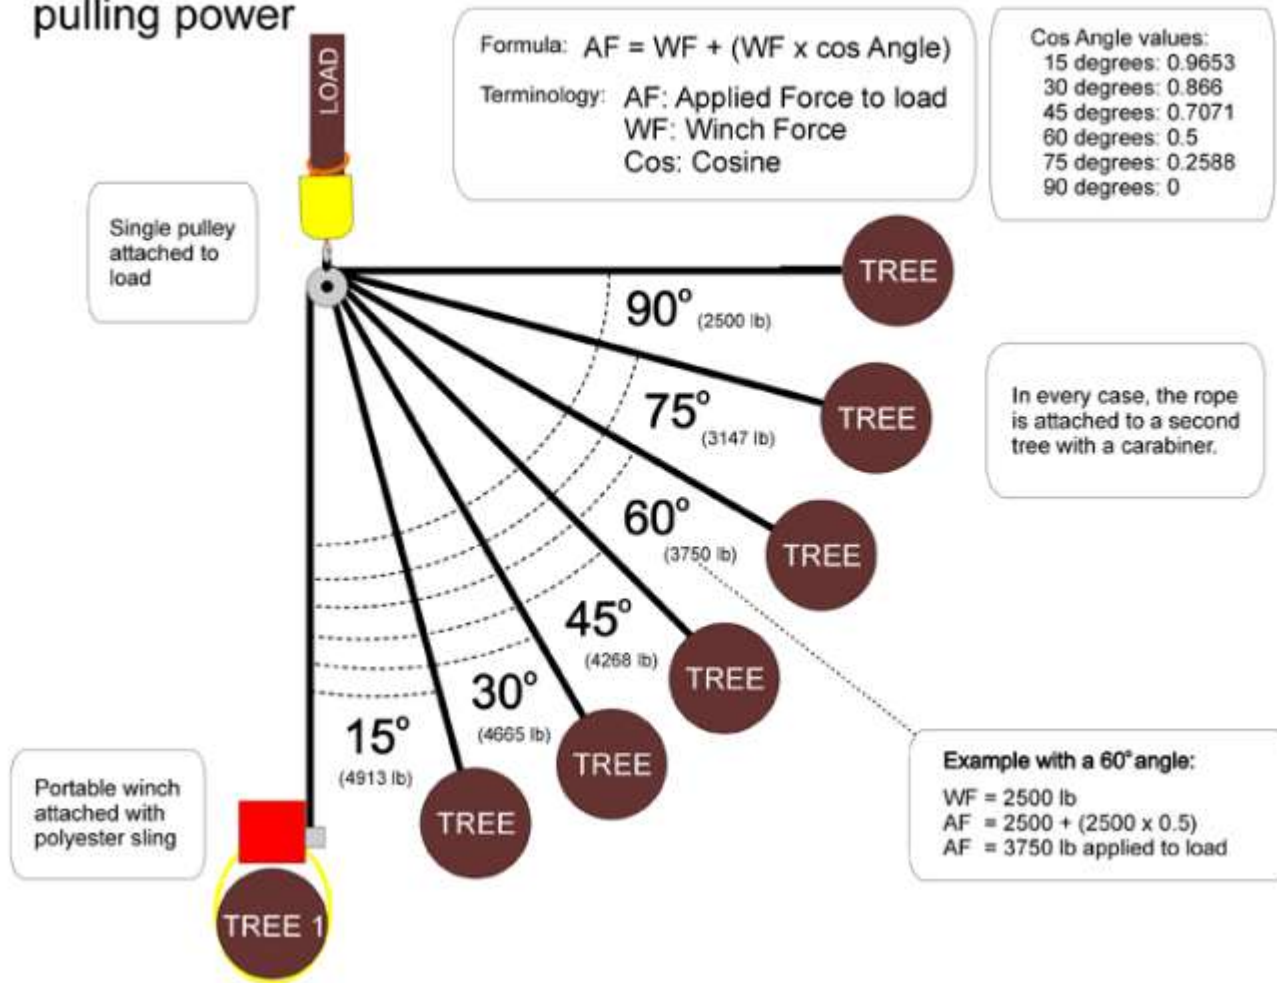 pulling power
LOAD
Formula: AF = WF + (WF x cos Angle)
Terminology: AF: Applied Force to load
WF: Winch Force
Cos: Cosine
Cos Angle values:
15 degrees: 0.9653
30 degrees: 0.866
45 degrees: 0.7071
60 degrees: 0.5
75 degrees: 0.2588
90 degrees: 0
Single pulley
attached to
load
TREE
90° (2500 lb)
TREE
75°
(3147 lb)
In every case, the rope
is attached to a second
tree with a carabiner.
TREE
60°
(3750 lb)
TREE
45°
(4268 lb)
TREE
30°
(4665 lb)
TREE
15°
(4913 lb)
Portable winch
attached with
polyester sling
TREE 1
Example with a 60° angle:
WF = 2500 lb
AF = 2500 + (2500 x 0.5)
AF = 3750 lb applied to load